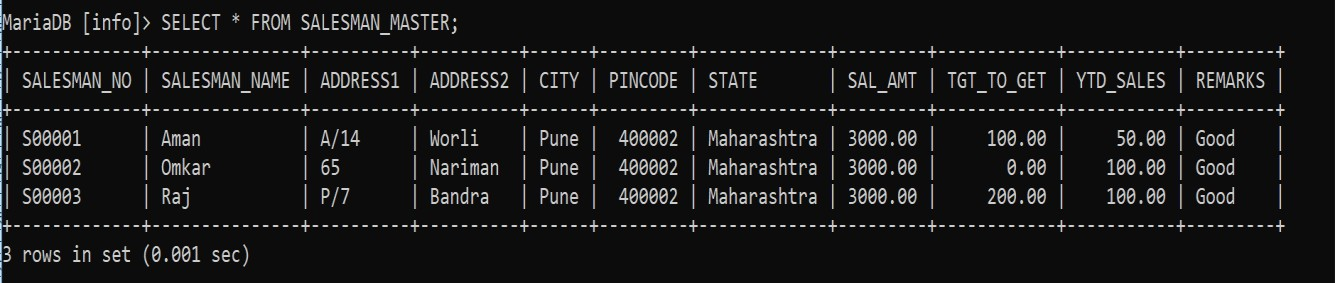 MariaDB [info]> SELECT * FROM SALESMAN_MASTER;
+-------------+---------------+----------+----------+------+---------+-------------+---------+------------+-----------+---------+
| SALESMAN_NO | SALESMAN_NAME | ADDRESS1 | ADDRESS2 | CITY | PINCODE | STATE       | SAL_AMT | TGT_TO_GET | YTD_SALES | REMARKS |
+-------------+---------------+----------+----------+------+---------+-------------+---------+------------+-----------+---------+
| S00001      | Aman          | A/14     | Worli    | Pune |  400002 | Maharashtra | 3000.00 |     100.00 |     50.00 | Good    |
| S00002      | Omkar         | 65       | Nariman  | Pune |  400002 | Maharashtra | 3000.00 |       0.00 |    100.00 | Good    |
| S00003      | Raj           | P/7      | Bandra   | Pune |  400002 | Maharashtra | 3000.00 |     200.00 |    100.00 | Good    |
+-------------+---------------+----------+----------+------+---------+-------------+---------+------------+-----------+---------+
3 rows in set (0.001 sec)